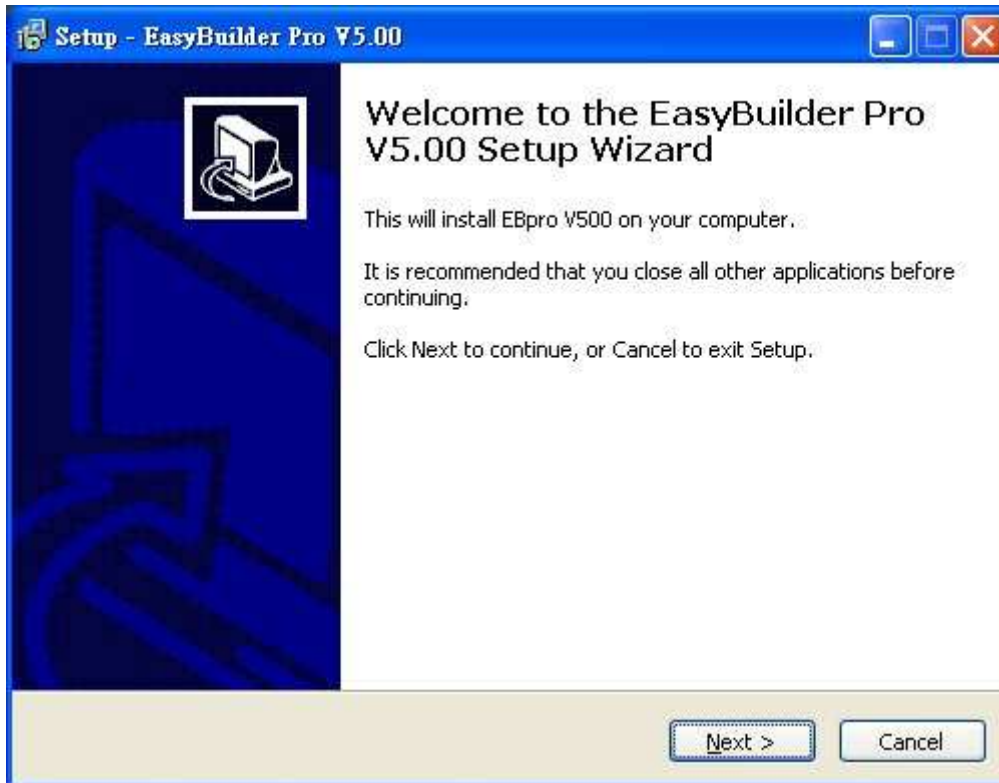 Setup - EasyBuilder Pro V5.00
Welcome to the EasyBuilder Pro
V5.00 Setup Wizard
This will install EBpro V500 on your computer.
It is recommended that you close all other applications before
continuing.
Click Next to continue, or Cancel to exit Setup.
Next >
Cancel